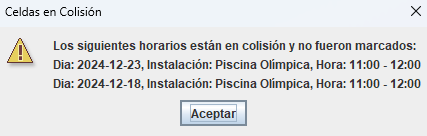 Celdas en Colisión
Los siguientes horarios están en colisión y no fueron marcados:
Dia: 2024-12-23, Instalación: Piscina Olímpica, Hora: 11:00 - 12:00
Dia: 2024-12-18, Instalación: Piscina Olímpica, Hora: 11:00 - 12:00
Aceptar